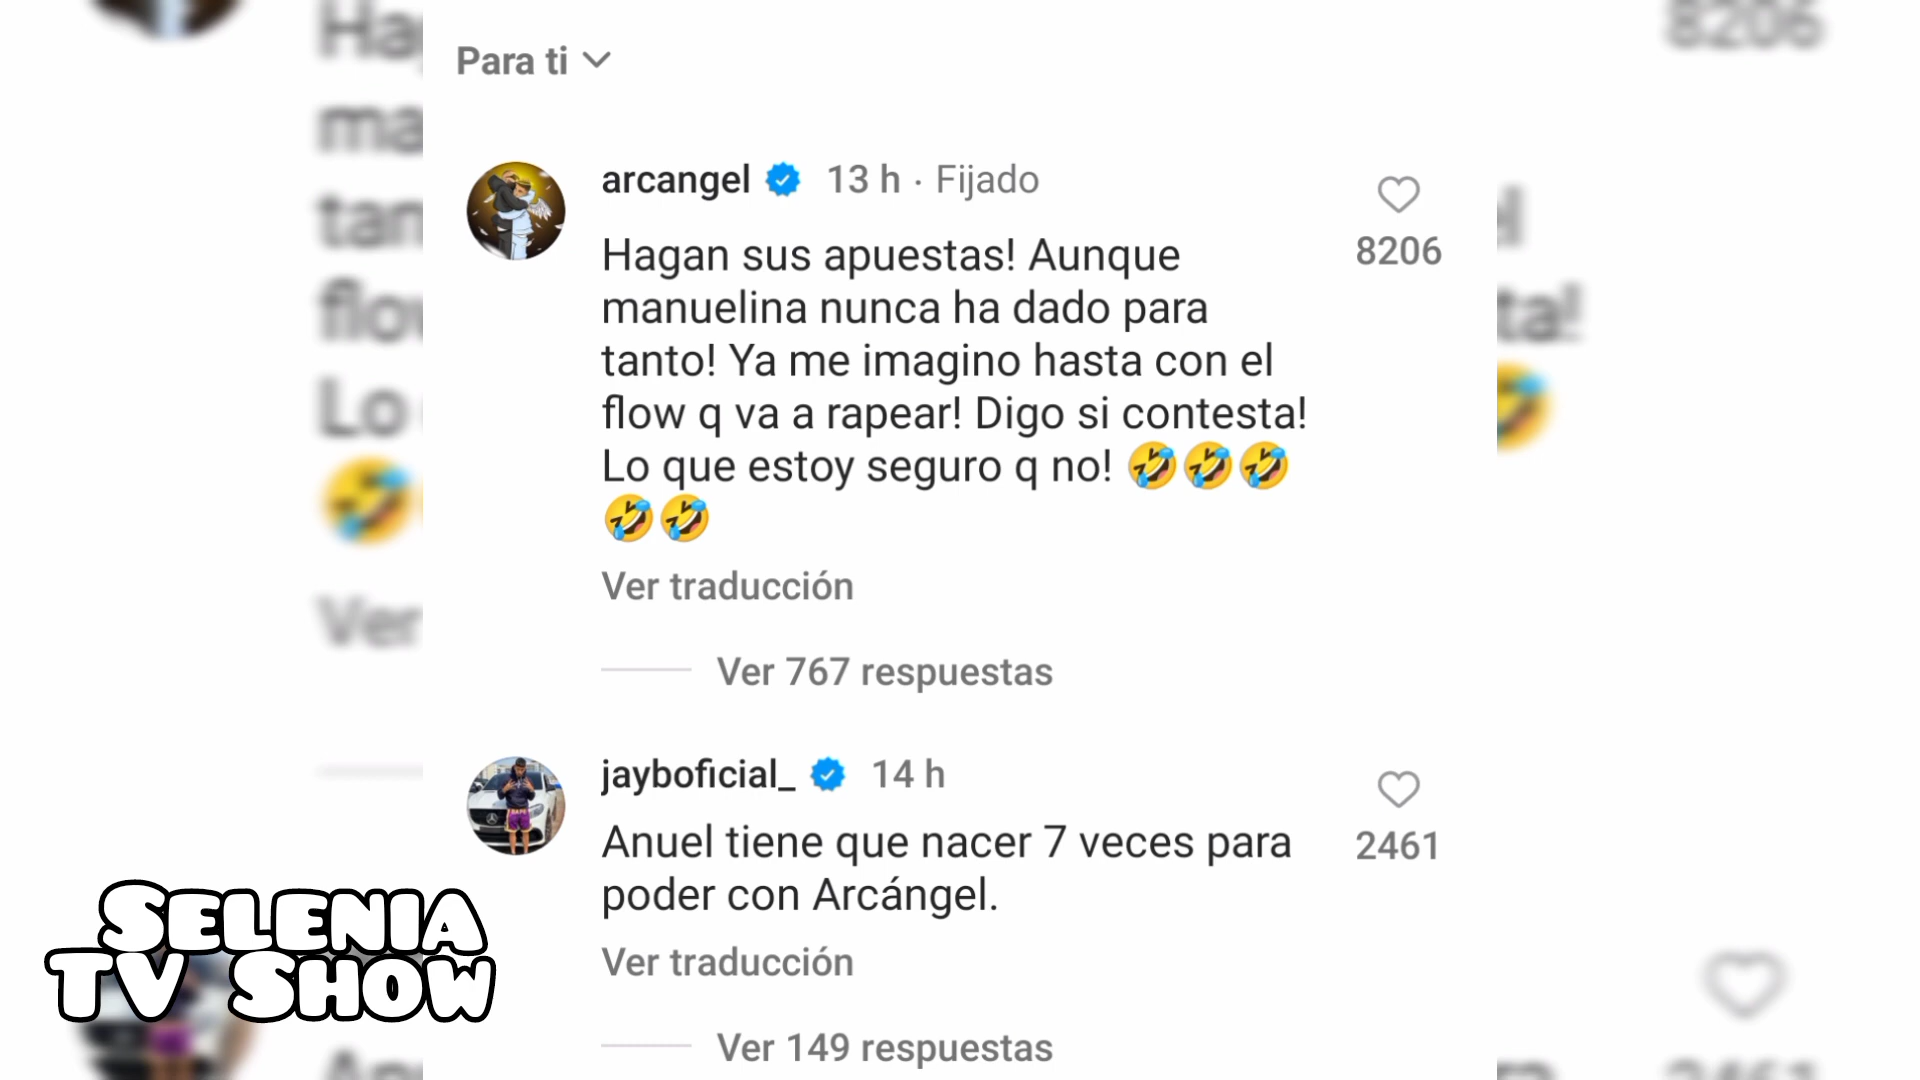 Para ti
arcangel 13 h · Fijado
8206
Hagan sus apuestas! Aunque
manuelina nunca ha dado para
tanto! Ya me imagino hasta con el
flow q va a rapear! Digo si contesta!
Lo que estoy seguro q no! 🤣🤣🤣
🤣🤣
Ver traducción
Ver 767 respuestas
jayboficial_ 14 h
2461
Anuel tiene que nacer 7 veces para
poder con Arcángel.
Ver traducción
Ver 149 respuestas
SELENIA
TV SHOW